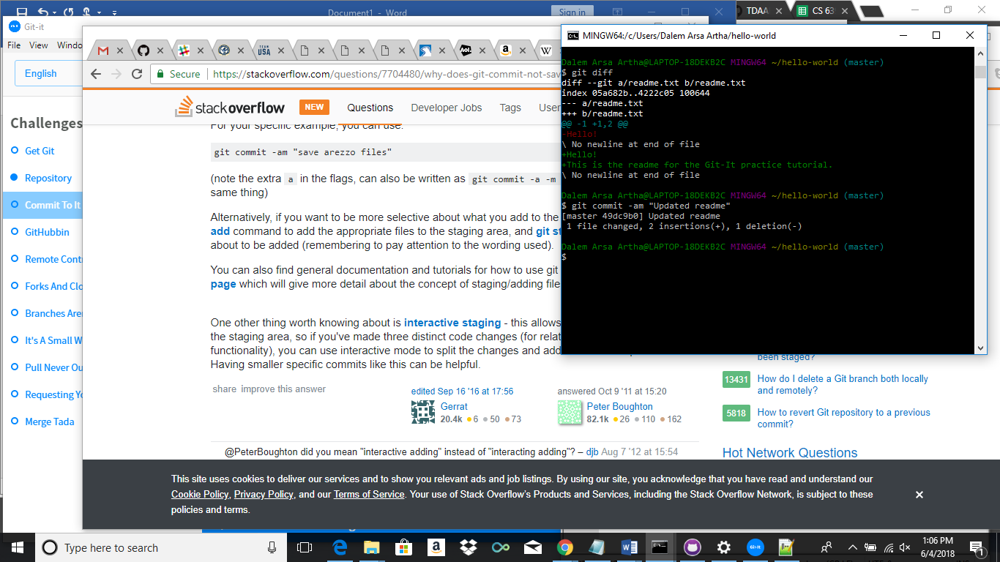 Document1 - Word
Sign in
TDAA
CS 63
Git-it
File View Windo
English
Challenges
Get Git
Repository
Commit To It
GitHubbin
Remote Cont
Forks And Clo
Branches Are
It's A Small W
Pull Never Ou
Requesting Yo
Merge Tada
TEAM USA
Aol.
W
Secure https://stackoverflow.com/questions/7704480/why-does-git-commit-not-sav
stackoverflow NEW Questions Developer Jobs Tags User
For your specific example, you can use:
git commit -am "save arezzo files"
(note the extra a in the flags, can also be written as git commit -a -m
same thing)
Alternatively, if you want to be more selective about what you add to the
add command to add the appropriate files to the staging area, and git st
about to be added (remembering to pay attention to the wording used).
You can also find general documentation and tutorials for how to use git
page which will give more detail about the concept of staging/adding file
One other thing worth knowing about is interactive staging - this allows
the staging area, so if you've made three distinct code changes (for relat
functionality), you can use interactive mode to split the changes and add
Having smaller specific commits like this can be helpful.
share improve this answer
edited Sep 16 '16 at 17:56
Gerrat
20.4k 6 50 73
answered Oct 9 '11 at 15:20
Peter Boughton
82.1k 26 110 162
@PeterBoughton did you mean "interactive adding" instead of "interacting adding"? – djb Aug 7 '12 at 15:54
MINGW64:/c/Users/Dalem Arsa Artha/hello-world
Dalem Arsa Artha@LAPTOP-18DEKB2C MINGW64 ~/hello-world (master)
$ git diff
diff --git a/readme.txt b/readme.txt
index 05a682b..4222c05 100644
--- a/readme.txt
+++ b/readme.txt
@@ -1 +1,2 @@
-Hello!
\ No newline at end of file
+Hello!
+This is the readme for the Git-It practice tutorial.
\ No newline at end of file
Dalem Arsa Artha@LAPTOP-18DEKB2C MINGW64 ~/hello-world (master)
$ git commit -am "Updated readme"
[master 49dc9b0] Updated readme
1 file changed, 2 insertions(+), 1 deletion(-)
Dalem Arsa Artha@LAPTOP-18DEKB2C MINGW64 ~/hello-world (master)
$
been staged?
13431 How do I delete a Git branch both locally
and remotely?
5818 How to revert Git repository to a previous
commit?
Hot Network Questions
This site uses cookies to deliver our services and to show you relevant ads and job listings. By using our site, you acknowledge that you have read and understand our
Cookie Policy, Privacy Policy, and our Terms of Service. Your use of Stack Overflow's Products and Services, including the Stack Overflow Network, is subject to these
policies and terms.
Type here to search
GIT-IT
1:06 PM
6/4/2018
1